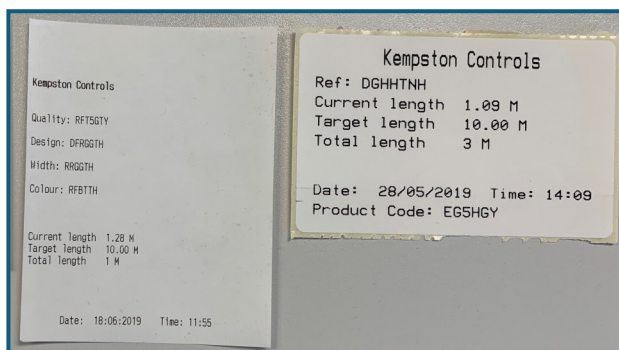 Kempston Controls
Quality: RFT5GTY
Design: DFRGGTH
Width: RRGGTH
Colour: RFBTTH
Current length 1.28 M
Target length 10.00 M
Total length 1 M
Date: 18:06:2019 Time: 11:55
Kempston Controls
Ref: DGHHTNH
Current length 1.09 M
Target length 10.00 M
Total length 3 M
Date: 28/05/2019 Time: 14:09
Product Code: EG5HGY